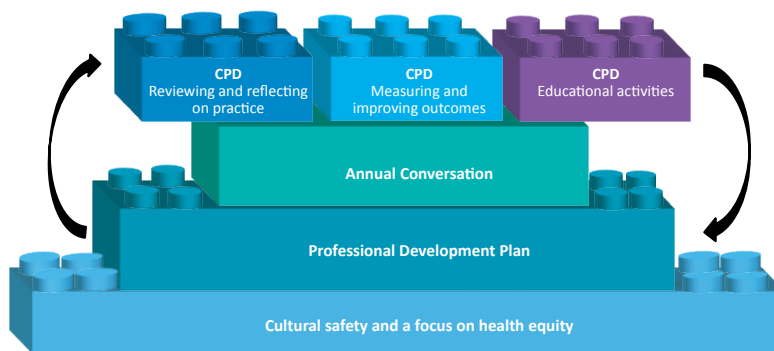 CPD
Reviewing and reflecting
on practice
CPD
Measuring and
improving outcomes
CPD
Educational activities
Annual Conversation
Professional Development Plan
Cultural safety and a focus on health equity